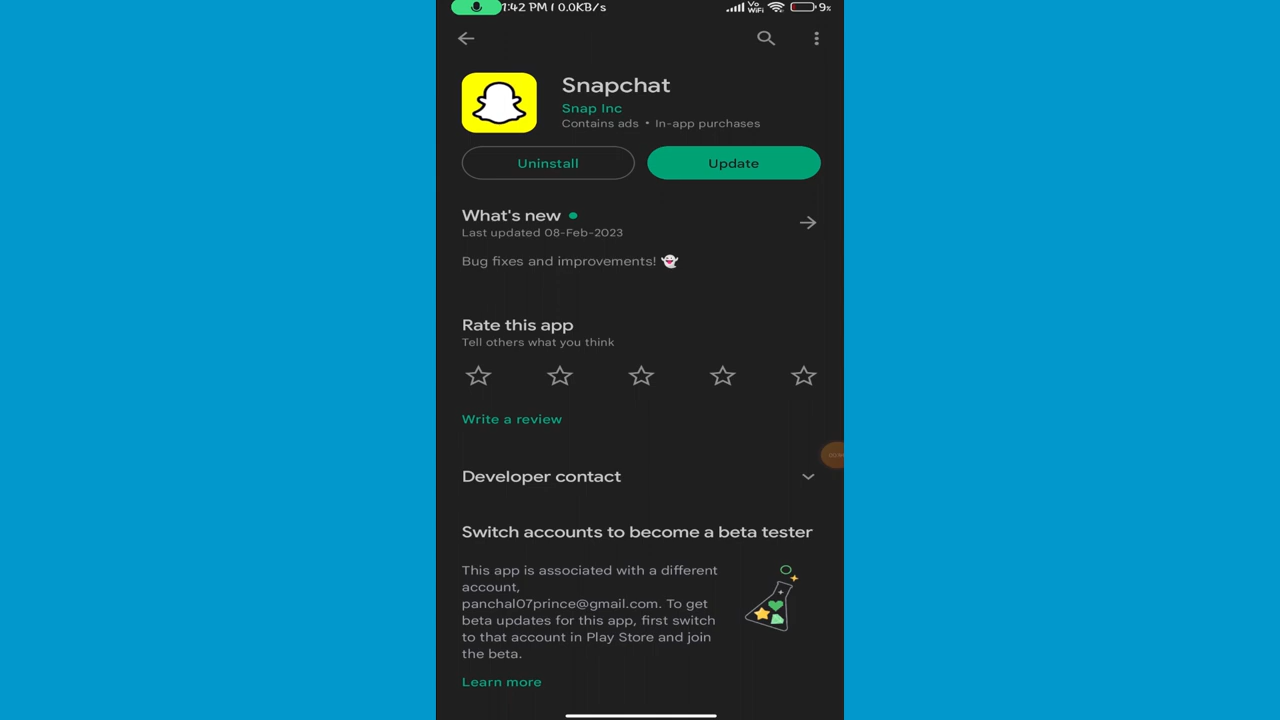 1:42 PM / 0.0KB/s Vo WiFi 9%
Snapchat
Snap Inc
Contains ads • In-app purchases
Uninstall Update
What's new
Last updated 08-Feb-2023
Bug fixes and improvements! 👻
Rate this app
Tell others what you think
Write a review
Developer contact
Switch accounts to become a beta tester
This app is associated with a different
account,
panchal07prince@gmail.com. To get
beta updates for this app, first switch
to that account in Play Store and join
the beta.
Learn more